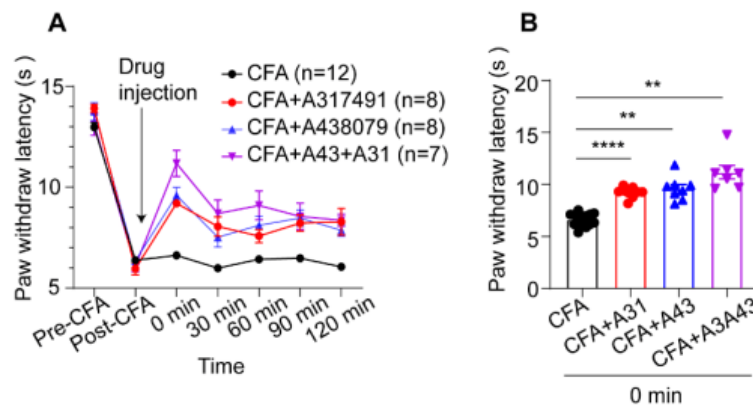 A
Paw withdraw latency (s)
15
10
5
Drug
injection
CFA (n=12)
CFA+A317491 (n=8)
CFA+A438079 (n=8)
CFA+A43+A31 (n=7)
Pre-CFA
Post-CFA
0 min
30 min
60 min
90 min
120 min
Time
B
Paw withdraw latency (s)
20
15
10
5
0
**
**
****
CFA
CFA+A31
CFA+A43
CFA+A3A43
0 min